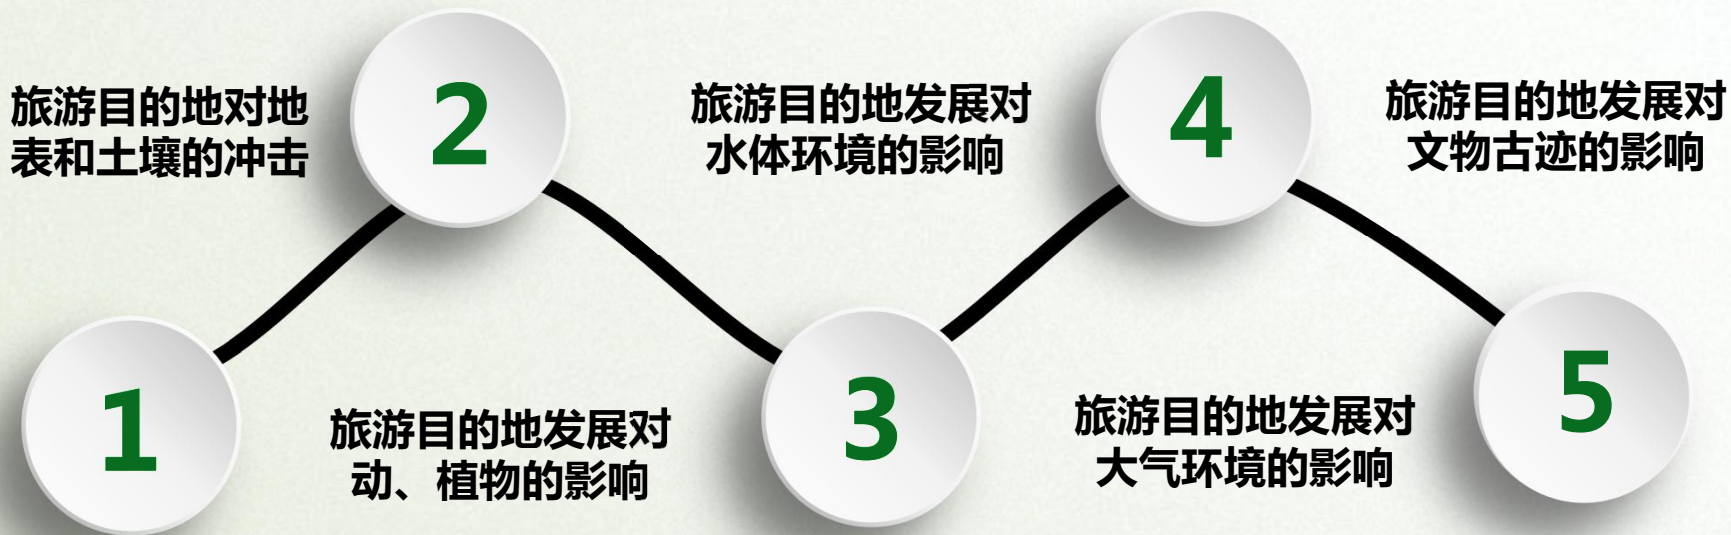 1
旅游目的地对地
表和土壤的冲击
2
旅游目的地发展对
动、植物的影响
3
旅游目的地发展对
水体环境的影响
4
旅游目的地发展对
大气环境的影响
5
旅游目的地发展对
文物古迹的影响